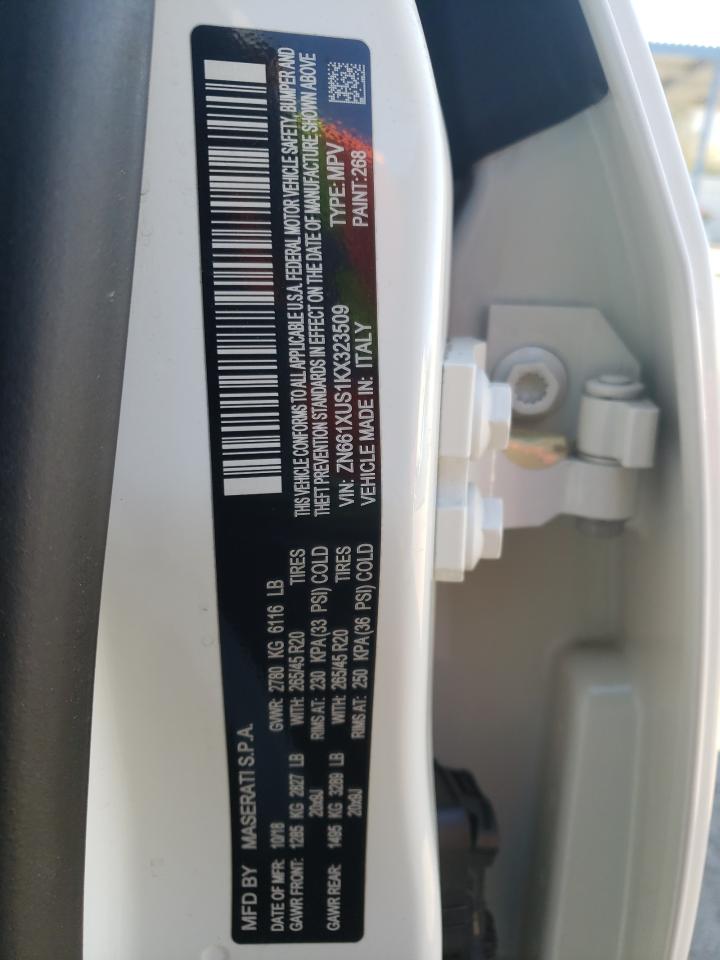 MFD BY MASERATI S.P.A.
DATE OF MFR: 10/18 GVWR: 2780 KG 6116 LB
GAWR FRONT: 1285 KG 2827 LB WITH: 265/45 R20 TIRES
20x9J RIMS AT: 230 KPA(33 PSI) COLD
GAWR REAR: 1495 KG 3289 LB WITH: 265/45 R20 TIRES
20x9J RIMS AT: 250 KPA(36 PSI) COLD
THIS VEHICLE CONFORMS TO ALL APPLICABLE U.S.A. FEDERAL MOTOR VEHICLE SAFETY, BUMPER AND
THEFT PREVENTION STANDARDS IN EFFECT ON THE DATE OF MANUFACTURE SHOWN ABOVE
VIN: ZN661XUS1KX323509 TYPE: MPV
VEHICLE MADE IN: ITALY PAINT: 268